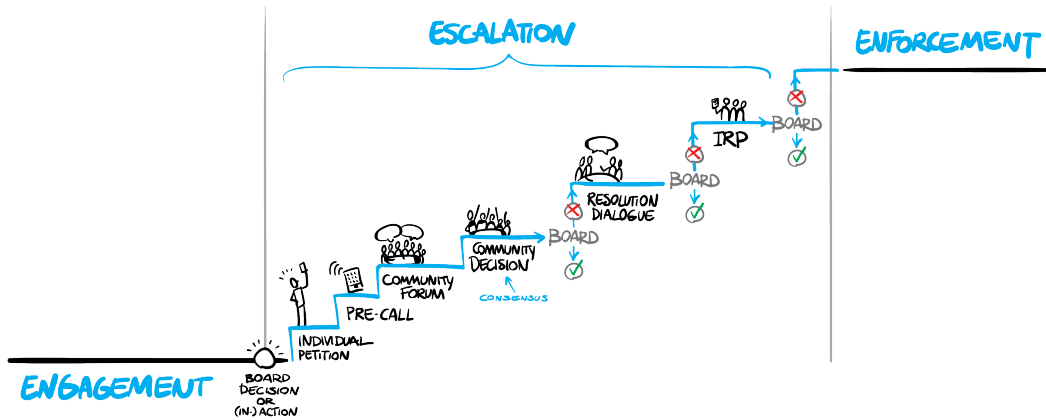 ESCALATION
ENFORCEMENT
BOARD
IRP
BOARD
RESOLUTION
DIALOGUE
BOARD
COMMUNITY
DECISION
CONSENSUS
COMMUNITY
FORUM
PRE-CALL
INDIVIDUAL
PETITION
ENGAGEMENT
BOARD
DECISION
OR
(IN-)ACTION